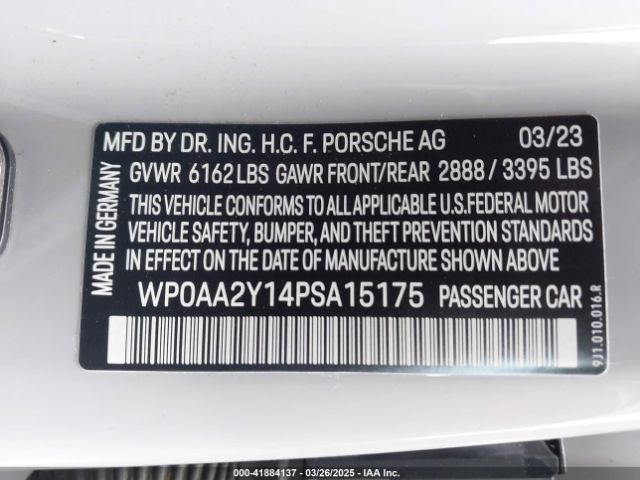 MFD BY DR. ING. H.C. F. PORSCHE AG 03/23
GVWR 6162 LBS GAWR FRONT/REAR 2888 / 3395 LBS
THIS VEHICLE CONFORMS TO ALL APPLICABLE U.S. FEDERAL MOTOR
VEHICLE SAFETY, BUMPER, AND THEFT PREVENTION STANDARDS
IN EFFECT ON THE DATE OF MANUFACTURE SHOWN ABOVE
WP0AA2Y14PSA15175 PASSENGER CAR
MADE IN GERMANY
9J1.010.016.R
000-41884137 - 03/26/2025 - IAAI.COM